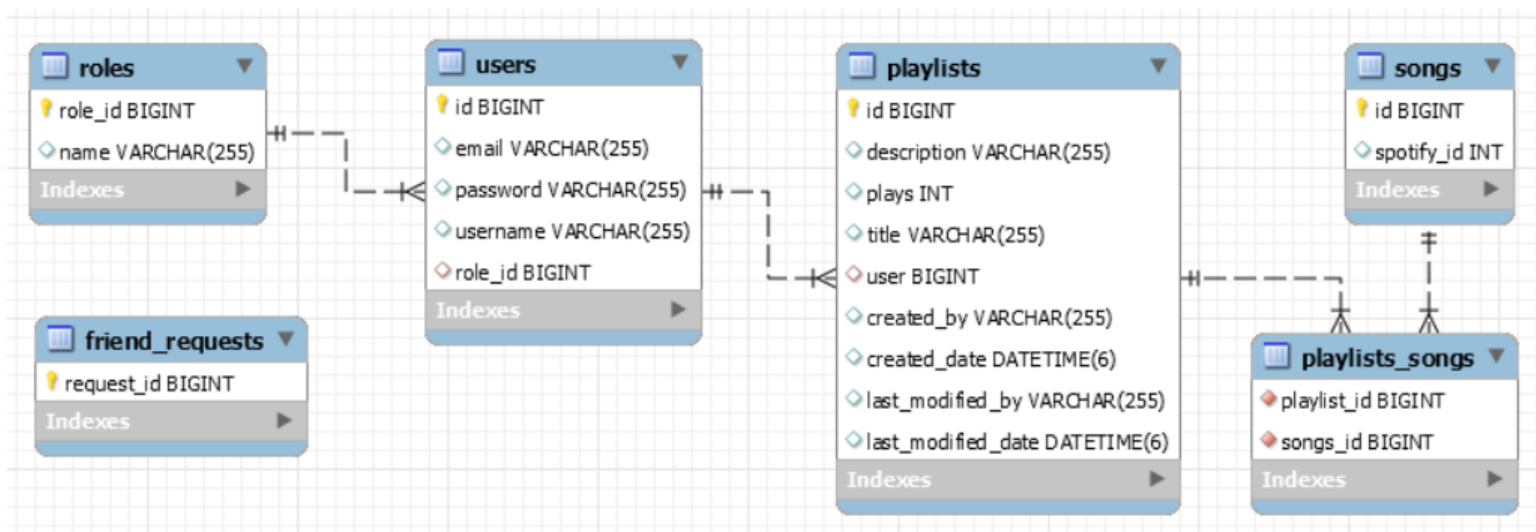 roles
role_id BIGINT
name VARCHAR(255)
Indexes
users
id BIGINT
email VARCHAR(255)
password VARCHAR(255)
username VARCHAR(255)
role_id BIGINT
Indexes
playlists
id BIGINT
description VARCHAR(255)
plays INT
title VARCHAR(255)
user BIGINT
created_by VARCHAR(255)
created_date DATETIME(6)
last_modified_by VARCHAR(255)
last_modified_date DATETIME(6)
Indexes
songs
id BIGINT
spotify_id INT
Indexes
friend_requests
request_id BIGINT
Indexes
playlists_songs
playlist_id BIGINT
songs_id BIGINT
Indexes